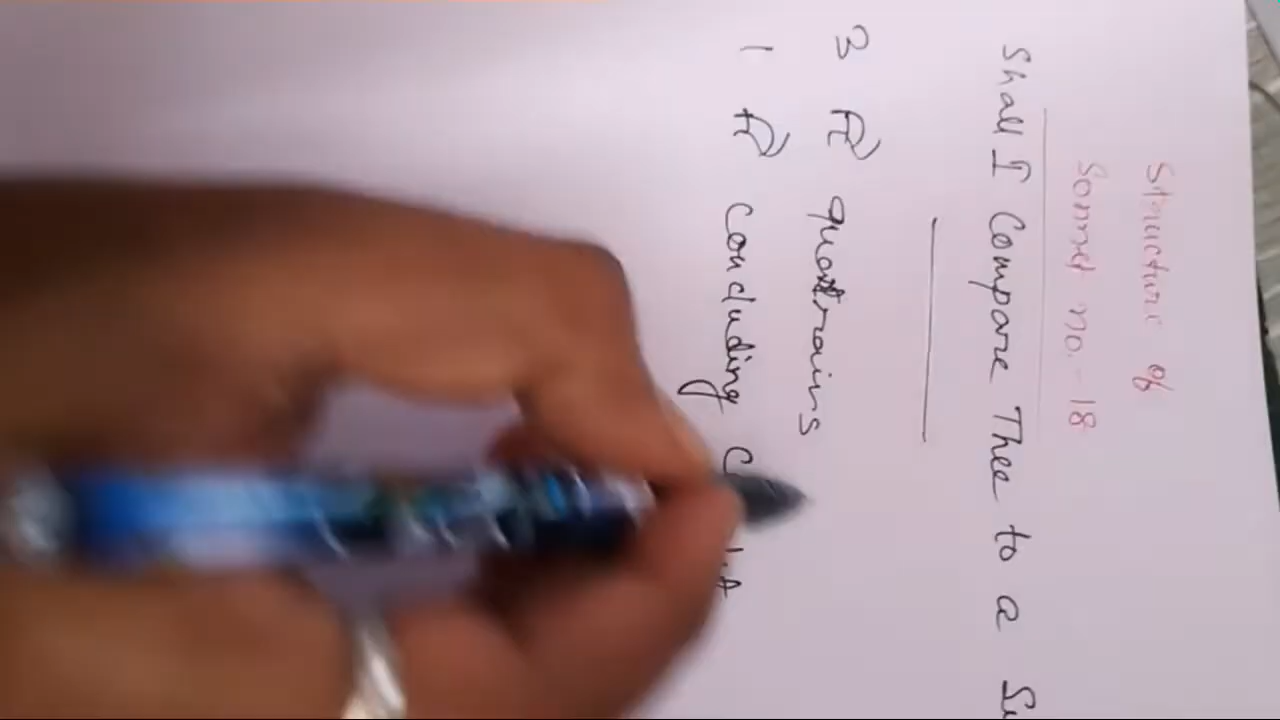 Structure of
Sonnet no.-18
Shall I Compare Thee to a
3 quatrains
1 concluding